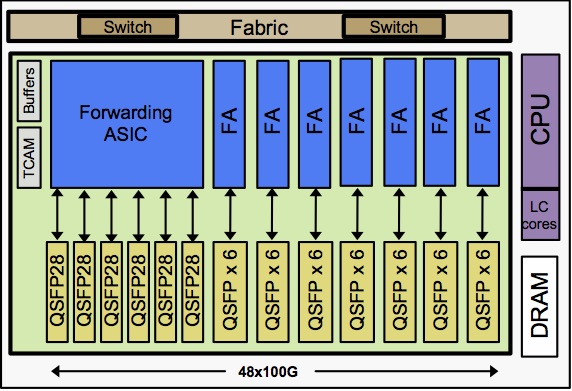 Switch
Fabric
Switch
Buffers
TCAM
Forwarding
ASIC
FA
FA
FA
FA
FA
FA
FA
CPU
LC
cores
DRAM
QSFP28
QSFP28
QSFP28
QSFP28
QSFP28
QSFP28
QSFP x 6
QSFP x 6
QSFP x 6
QSFP x 6
QSFP x 6
QSFP x 6
QSFP x 6
48x100G